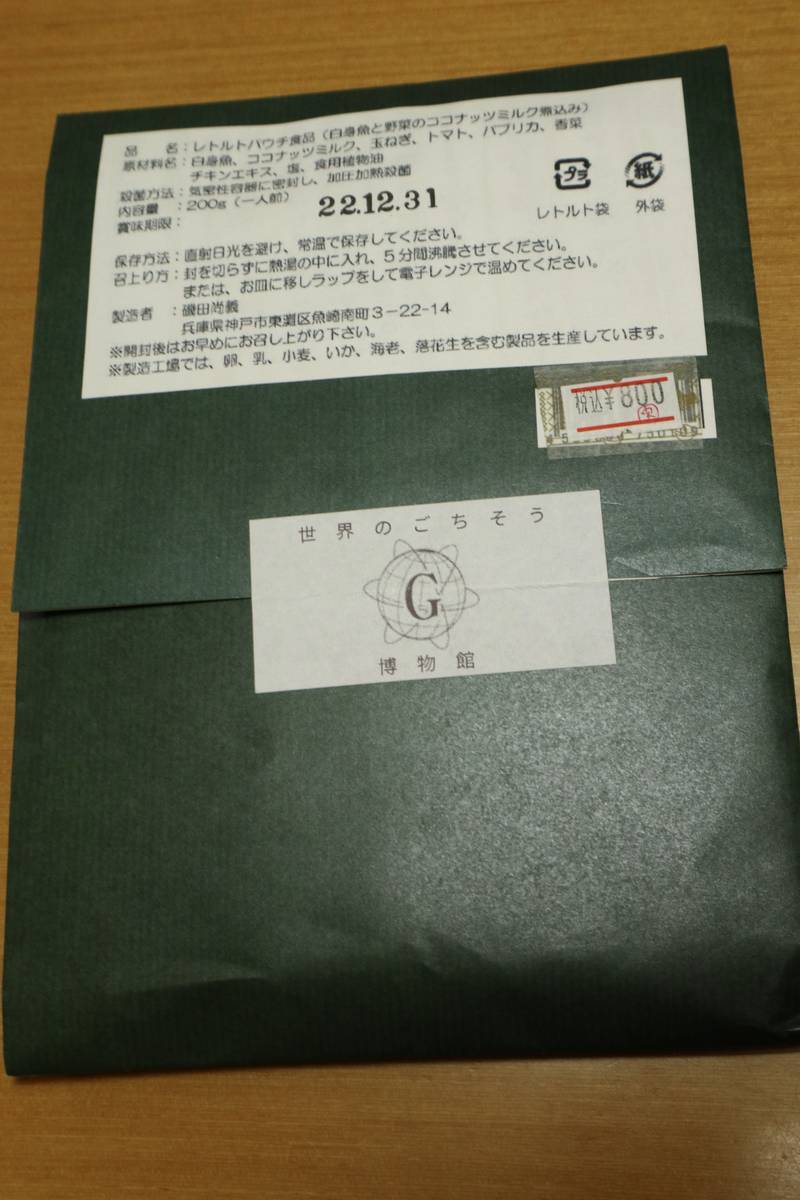 品　　名：レトルトパウチ食品（白身魚と野菜のココナッツミルク煮込み）
原材料名：白身魚、ココナッツミルク、玉ねぎ、トマト、パプリカ、香菜
チキンエキス、塩、食用植物油
殺菌方法：気密性容器に密封し、加圧加熱殺菌
内容量　：200g（一人前）
賞味期限：
22.12.31
プラ
紙
レトルト袋　外袋
保存方法：直射日光を避け、常温で保存してください。
召上り方：封を切らずに熱湯の中に入れ、5分間沸騰させてください。
または、お皿に移しラップをして電子レンジで温めてください。
製造者　：磯田尚義
兵庫県神戸市東灘区魚崎南町3-22-14
※開封後はお早めにお召し上がり下さい。
※製造工場では、卵、乳、小麦、いか、海老、落花生を含む製品を生産しています。
税込¥800
世界のごちそう
G
博物館